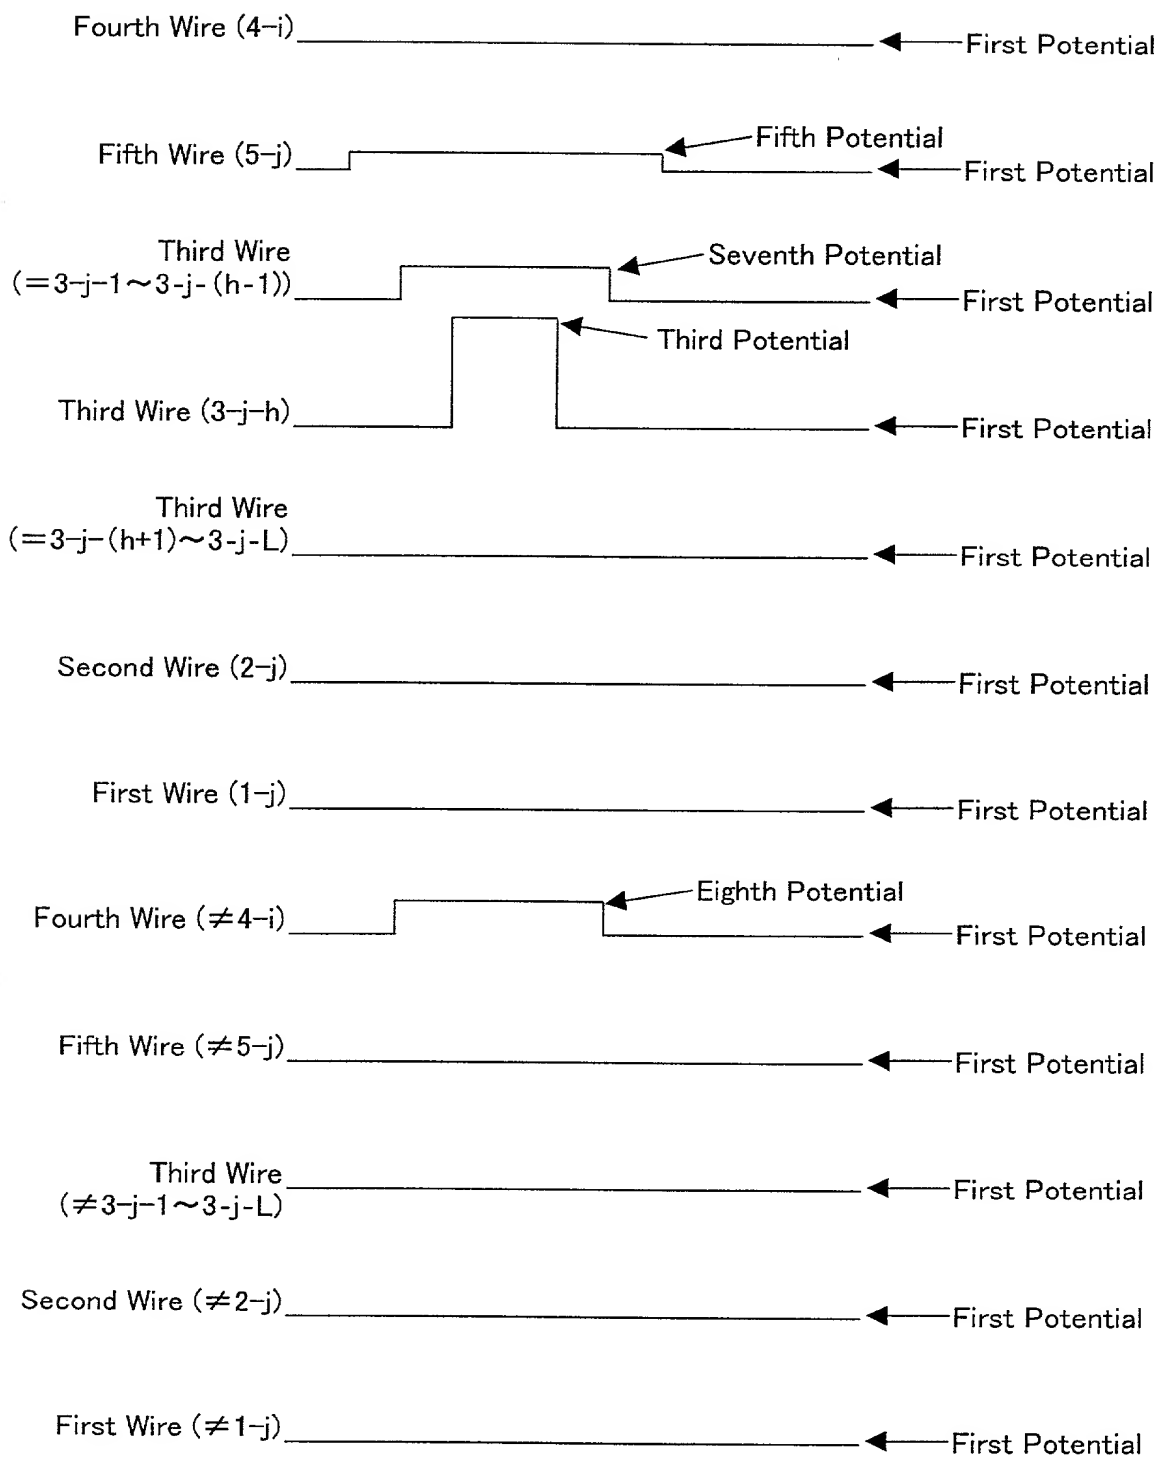 Fourth Wire (4-i)
First Potential
Fifth Potential
Fifth Wire (5-j)
First Potential
Third Wire
(=3-j-1~3-j-(h-1))
Seventh Potential
First Potential
Third Potential
Third Wire (3-j-h)
First Potential
Third Wire
(=3-j-(h+1)~3-j-L)
First Potential
Second Wire (2-j)
First Potential
First Wire (1-j)
First Potential
Eighth Potential
Fourth Wire (≠4-i)
First Potential
Fifth Wire (≠5-j)
First Potential
Third Wire
(≠3-j-1~3-j-L)
First Potential
Second Wire (≠2-j)
First Potential
First Wire (≠1-j)
First Potential